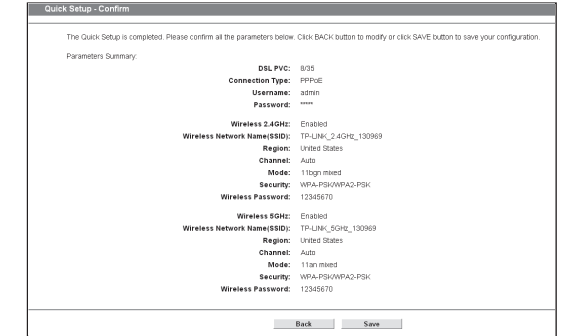 Quick Setup - Confirm
The Quick Setup is completed. Please confirm all the parameters below. Click BACK button to modify or click SAVE button to save your configuration.
Parameters Summary:
DSL PVC: 8/35
Connection Type: PPPoE
Username: admin
Password: *****
Wireless 2.4GHz: Enabled
Wireless Network Name(SSID): TP-LINK_2.4GHz_130969
Region: United States
Channel: Auto
Mode: 11bgn mixed
Security: WPA-PSK/WPA2-PSK
Wireless Password: 12345670
Wireless 5GHz: Enabled
Wireless Network Name(SSID): TP-LINK_5GHz_130969
Region: United States
Channel: Auto
Mode: 11an mixed
Security: WPA-PSK/WPA2-PSK
Wireless Password: 12345670
Back Save